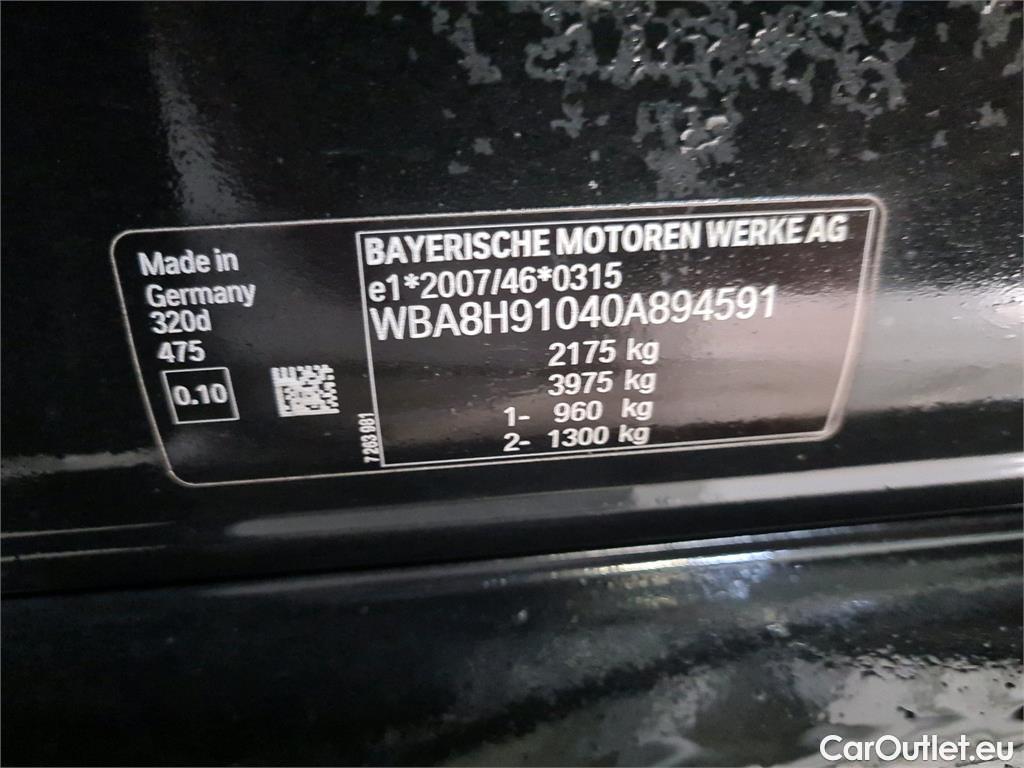 Made in
Germany
320d
475
0.10
7 263 981
BAYERISCHE MOTOREN WERKE AG
e1*2007/46*0315
WBA8H91040A894591
2175 kg
3975 kg
1- 960 kg
2- 1300 kg
CarOutlet.eu